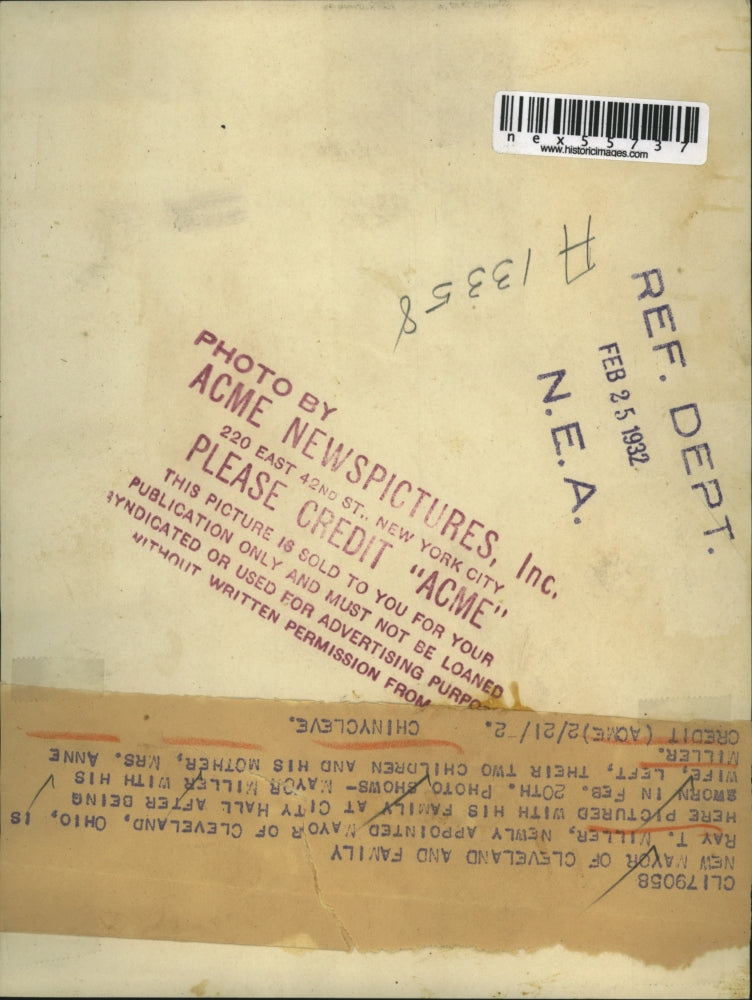 nex55737
www.historicimages.com
A 13358
REF. DEPT.
FEB 25 1932
N.E.A.
PHOTO BY
ACME NEWSPICTURES, Inc.
220 EAST 42ND ST., NEW YORK CITY
PLEASE CREDIT "ACME"
THIS PICTURE IS SOLD TO YOU FOR YOUR
PUBLICATION ONLY AND MUST NOT BE LOANED
SYNDICATED OR USED FOR ADVERTISING PURPO
WITHOUT WRITTEN PERMISSION FROM
CLI179058
NEW MAYOR OF CLEVELAND AND FAMILY
RAY T. MILLER, NEWLY APPOINTED MAYOR OF CLEVELAND, OHIO, IS
HERE PICTURED WITH HIS FAMILY AT CITY HALL AFTER BEING
SWORN IN FEB. 20TH. PHOTO SHOWS- MAYOR MILLER WITH HIS
WIFE, LEFT, THEIR TWO CHILDREN AND HIS MOTHER, MRS. ANNE
MILLER.
CREDIT (ACME)2/21/ 2. CHINYCLEVE.